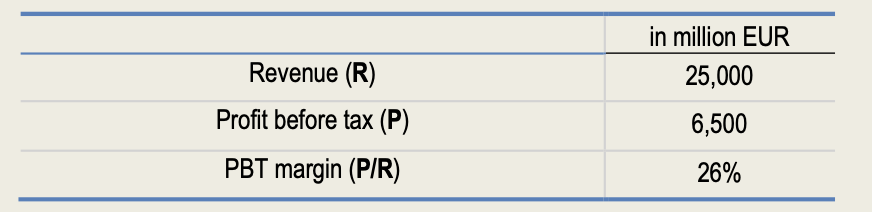 in million EUR
Revenue (R) 25,000
Profit before tax (P) 6,500
PBT margin (P/R) 26%